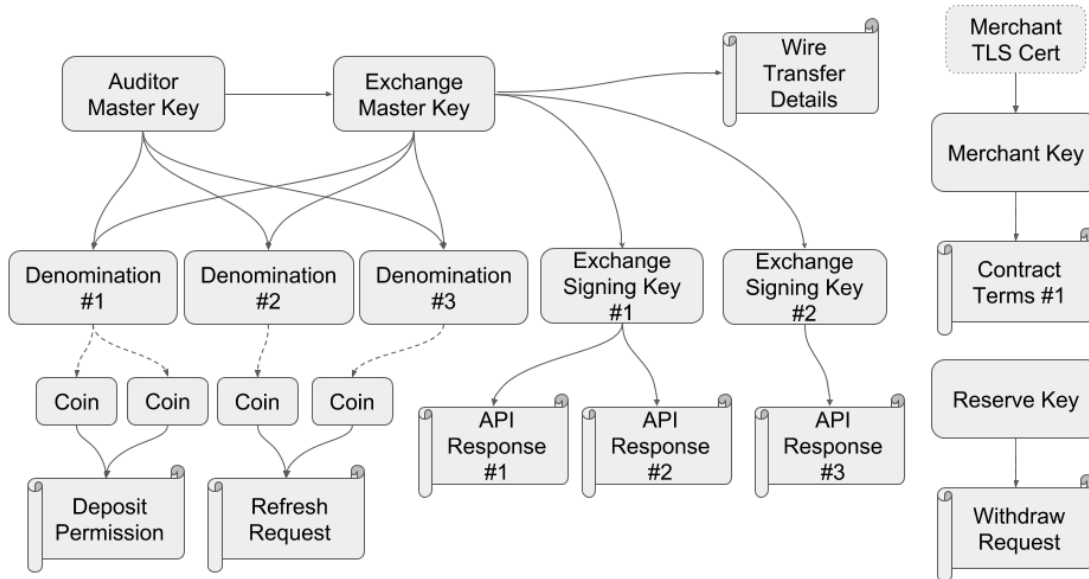 Auditor
Master Key
Exchange
Master Key
Wire
Transfer
Details
Merchant
TLS Cert
Merchant Key
Denomination
#1
Denomination
#2
Denomination
#3
Exchange
Signing Key
#1
Exchange
Signing Key
#2
Contract
Terms #1
Coin
Coin
Coin
Coin
API
Response
#1
API
Response
#2
API
Response
#3
Reserve Key
Deposit
Permission
Refresh
Request
Withdraw
Request